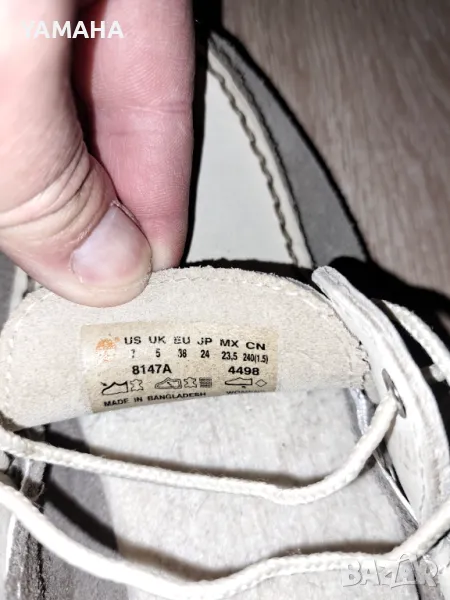 YAMAHA
US UK EU JP MX CN
7 5 38 24 23,5 240(1.5)
8147A 4498
MADE IN BANGLADESH
bazar